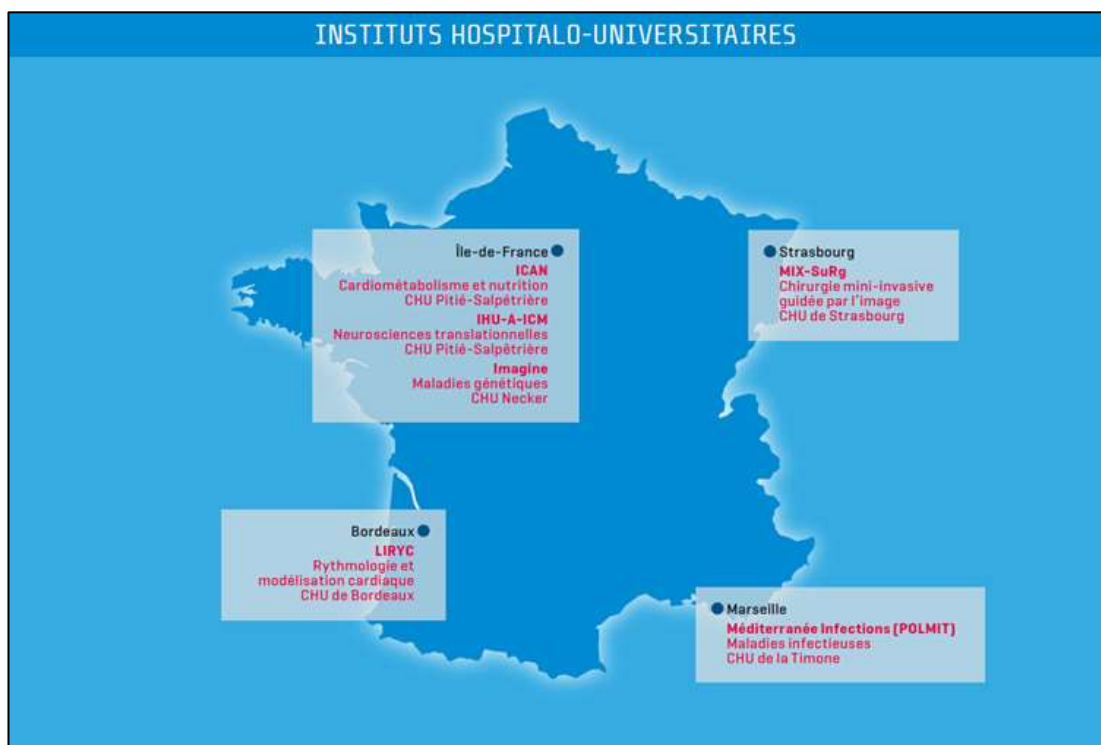 INSTITUTS HOSPITALO-UNIVERSITAIRES
Île-de-France
ICAN
Cardiométabolisme et nutrition
CHU Pitié-Salpêtrière
IHU-A-ICM
Neurosciences translationnelles
CHU Pitié-Salpêtrière
Imagine
Maladies génétiques
CHU Necker
Strasbourg
MIX-SuRg
Chirurgie mini-invasive
guidée par l'image
CHU de Strasbourg
Bordeaux
LIRYC
Rythmologie et
modélisation cardiaque
CHU de Bordeaux
Marseille
Méditerranée Infections (POLMIT)
Maladies infectieuses
CHU de la Timone